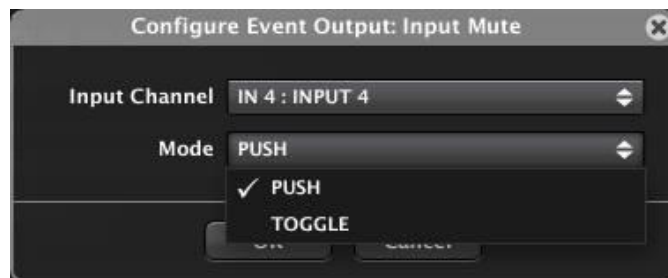 Configure Event Output: Input Mute
Input Channel IN 4 : INPUT 4
Mode PUSH
✓ PUSH
TOGGLE